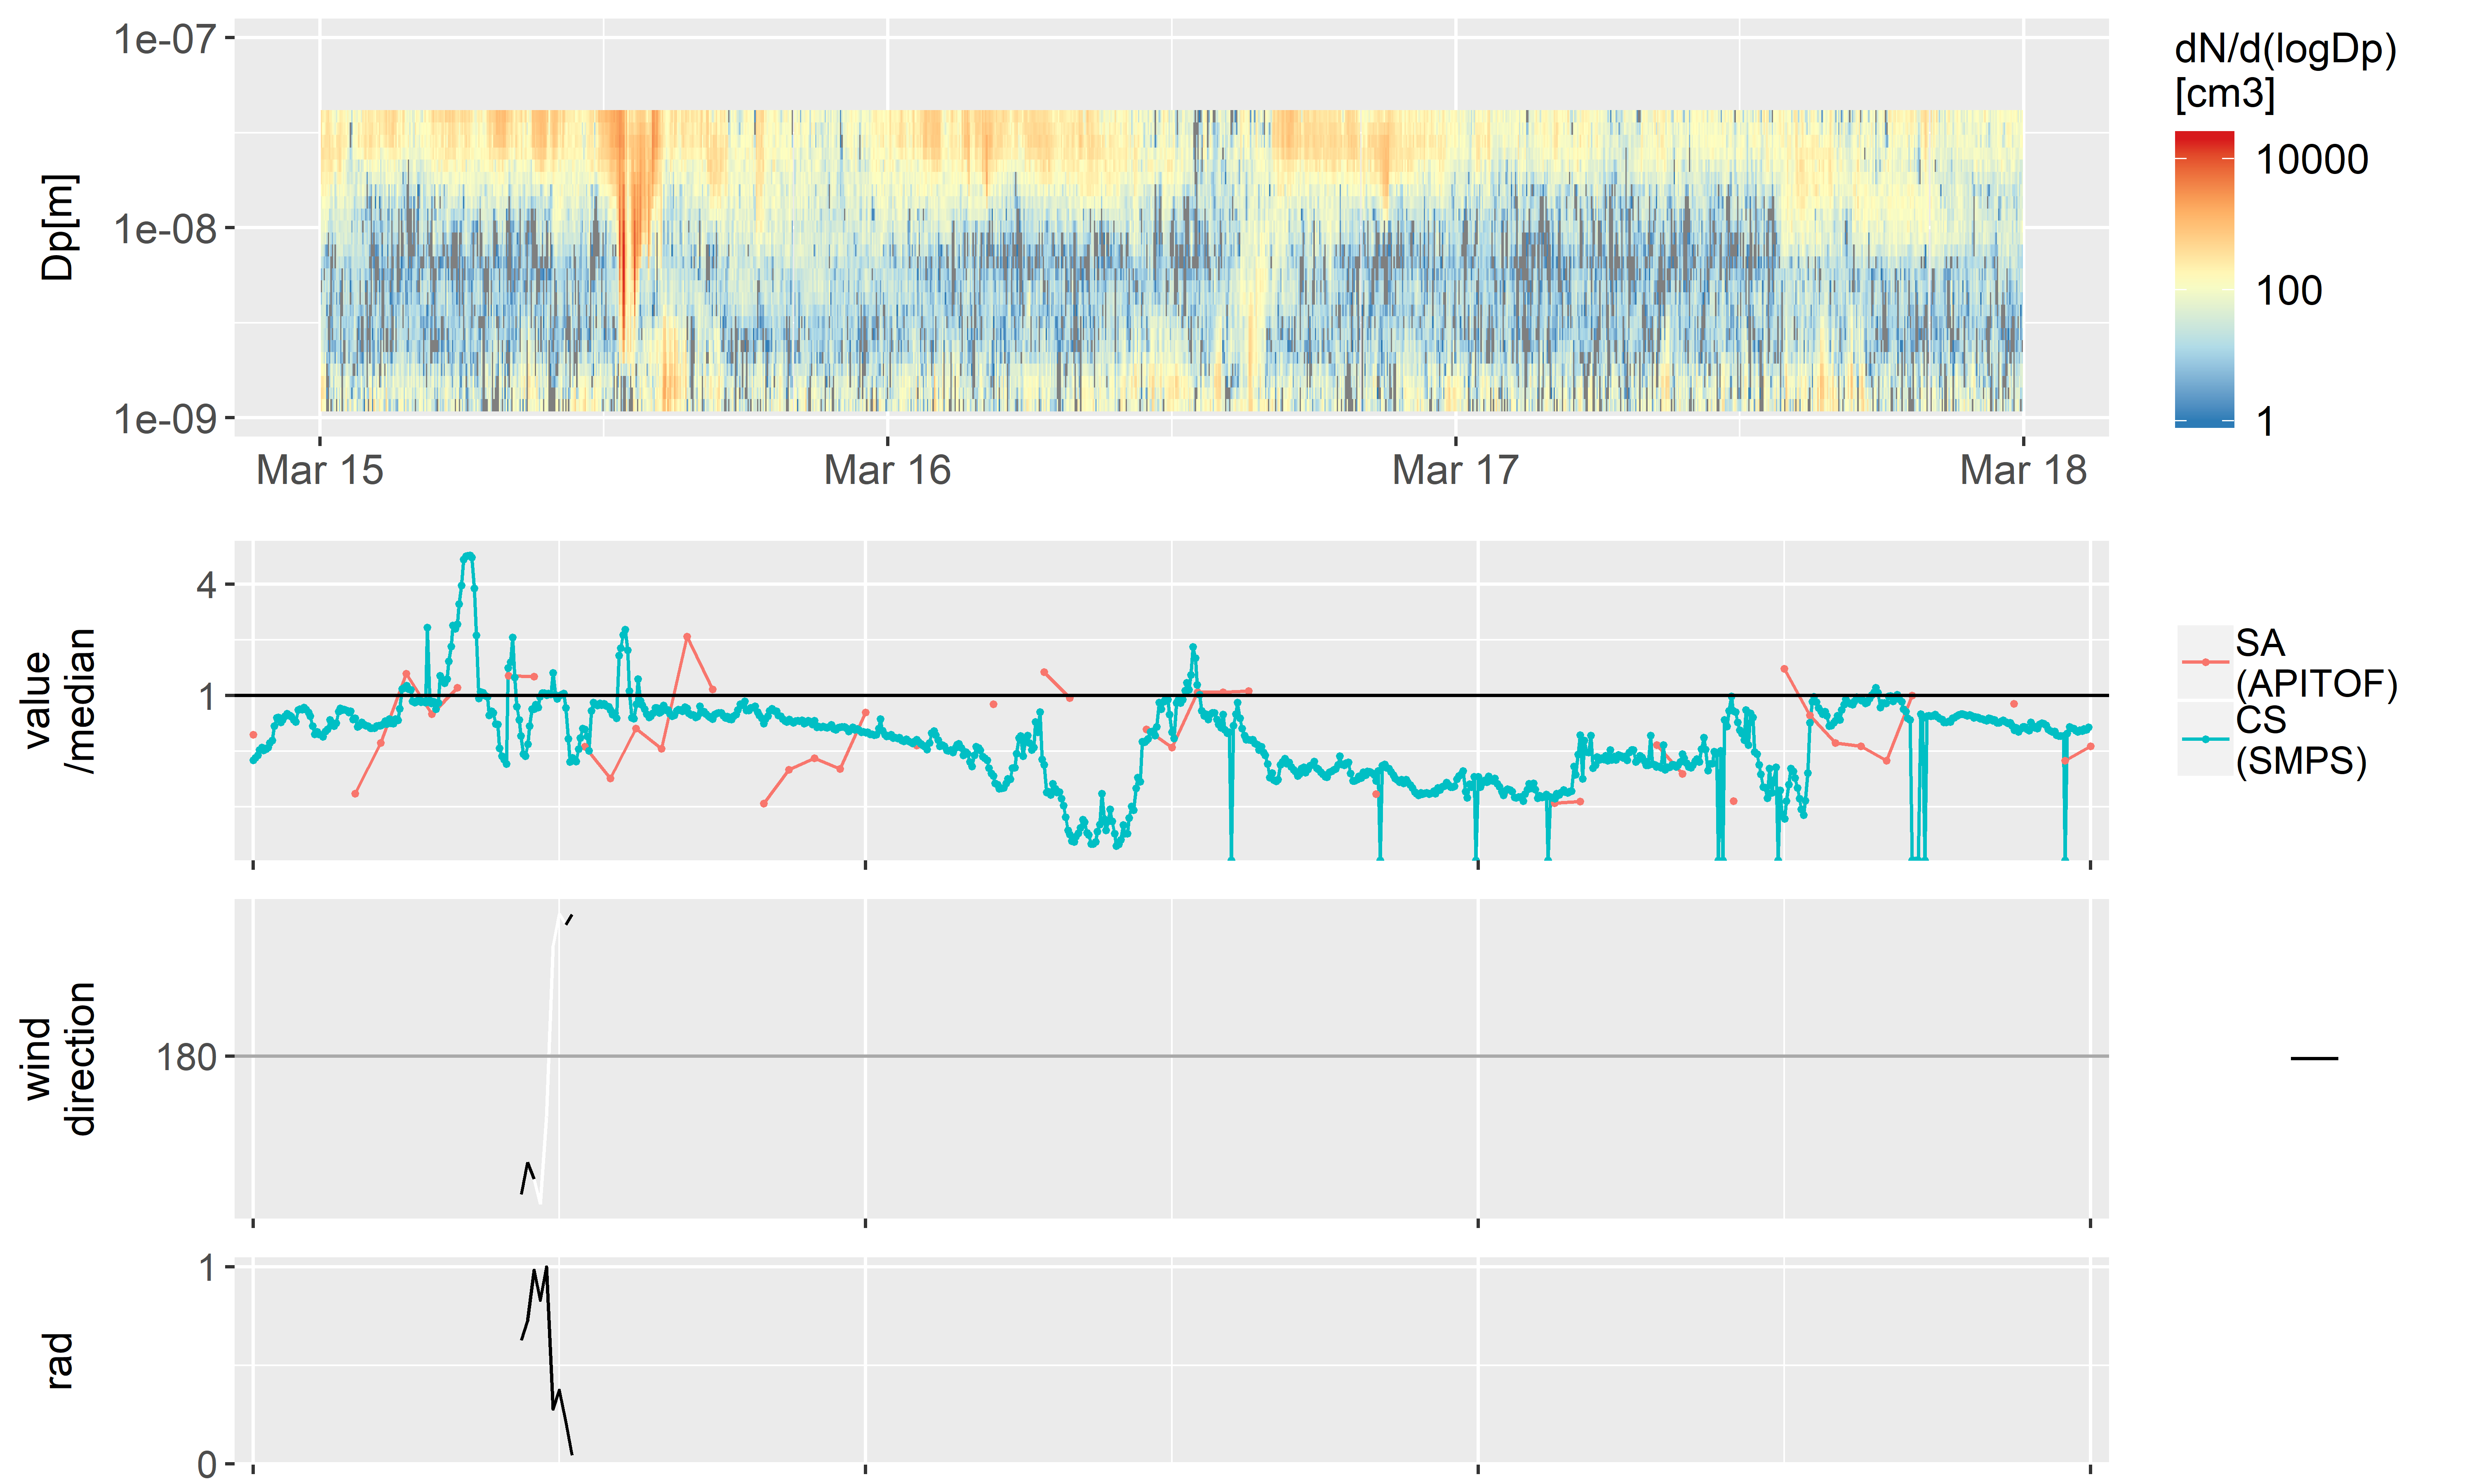 1e-07
1e-08
1e-09
Dp[m]
Mar 15
Mar 16
Mar 17
Mar 18
dN/d(logDp)
[cm3]
10000
100
1
4
1
value
/median
SA
(APITOF)
CS
(SMPS)
180
wind
direction
1
0
rad